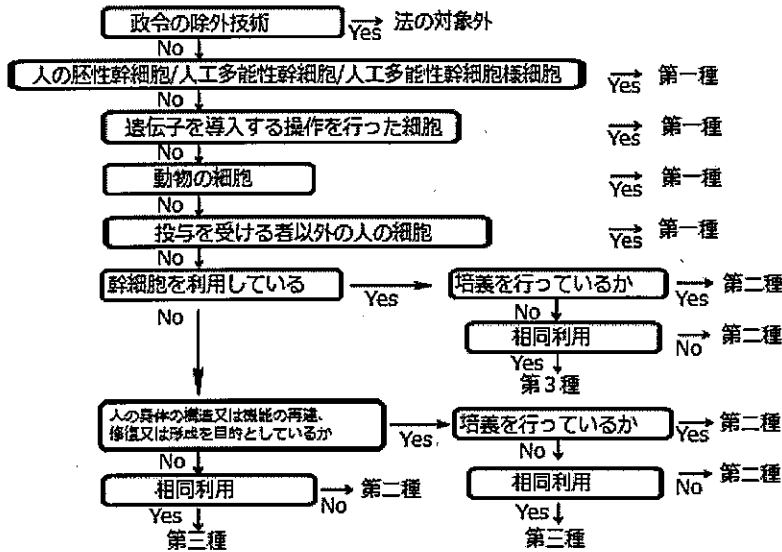 政令の除外技術 Yes 法の対象外
No
人の胚性幹細胞/人工多能性幹細胞/人工多能性幹細胞様細胞 Yes 第一種
No
遺伝子を導入する操作を行った細胞 Yes 第一種
No
動物の細胞 Yes 第一種
No
投与を受ける者以外の人の細胞 Yes 第一種
No
幹細胞を利用している Yes 培義を行っているか Yes 第二種
No No
相同利用 No 第二種
Yes
第3種
人の身体の構造又は機能の再建、
修復又は形成を目的としているか Yes 培義を行っているか Yes 第二種
No No
相同利用 No 第二種 相同利用 No 第二種
Yes Yes
第三種 第三種